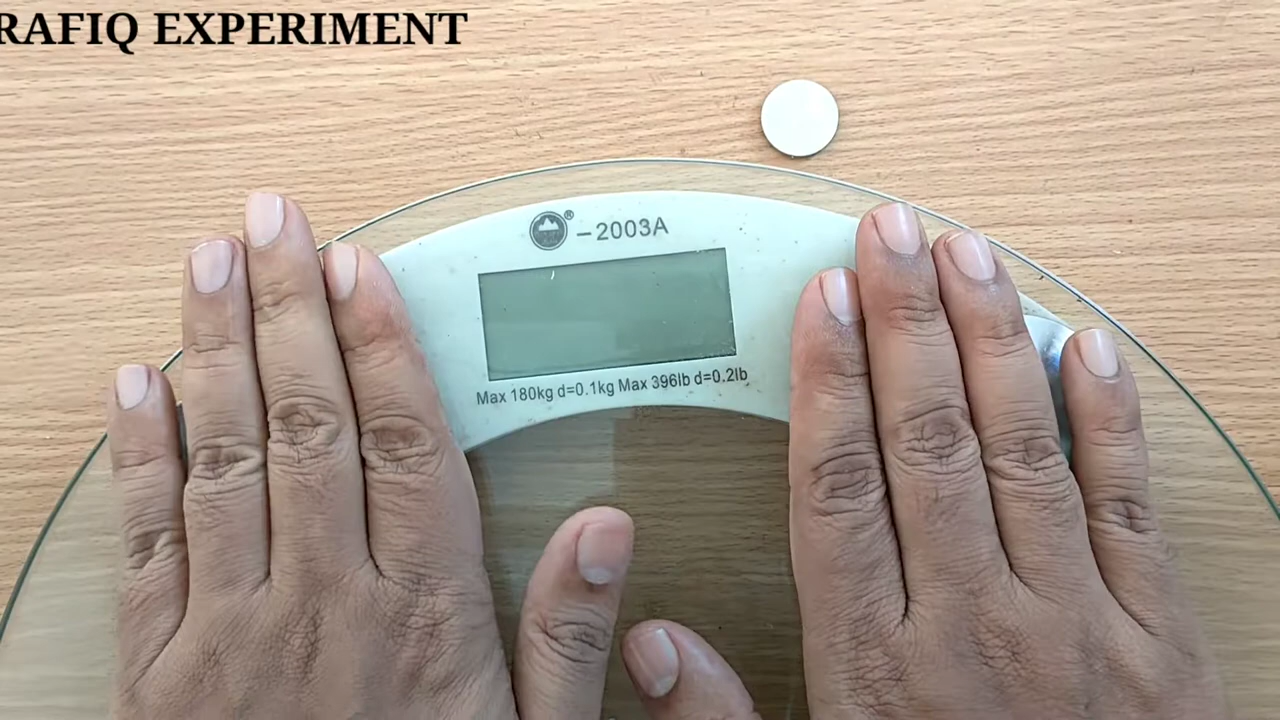 RAFIQ EXPERIMENT
® –2003A
Max 180kg d=0.1kg Max 396lb d=0.2lb